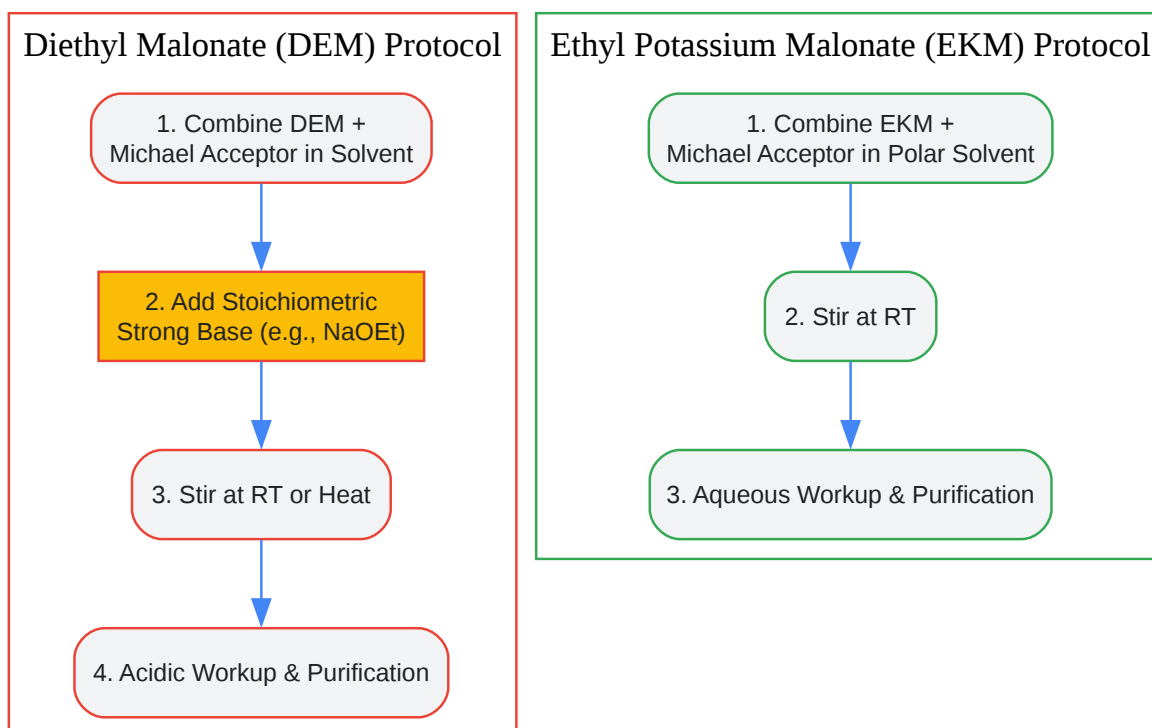 Diethyl Malonate (DEM) Protocol
1. Combine DEM +
Michael Acceptor in Solvent
2. Add Stoichiometric
Strong Base (e.g., NaOEt)
3. Stir at RT or Heat
4. Acidic Workup & Purification
Ethyl Potassium Malonate (EKM) Protocol
1. Combine EKM +
Michael Acceptor in Polar Solvent
2. Stir at RT
3. Aqueous Workup & Purification